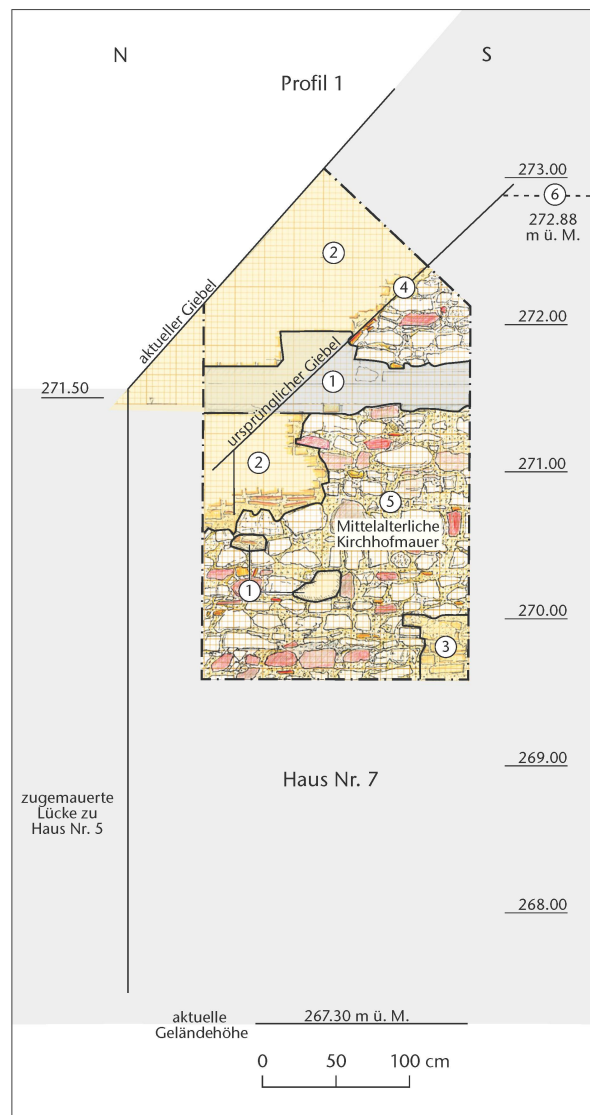 N
S
Profil 1
273.00
6
272.88
m ü. M.
2
aktueller Giebel
4
272.00
ursprünglicher Giebel
1
271.50
2
271.00
5
Mittelalterliche
Kirchhofmauer
1
270.00
3
269.00
Haus Nr. 7
zugemauerte
Lücke zu
Haus Nr. 5
268.00
aktuelle
Geländehöhe
267.30 m ü. M.
0 50 100 cm